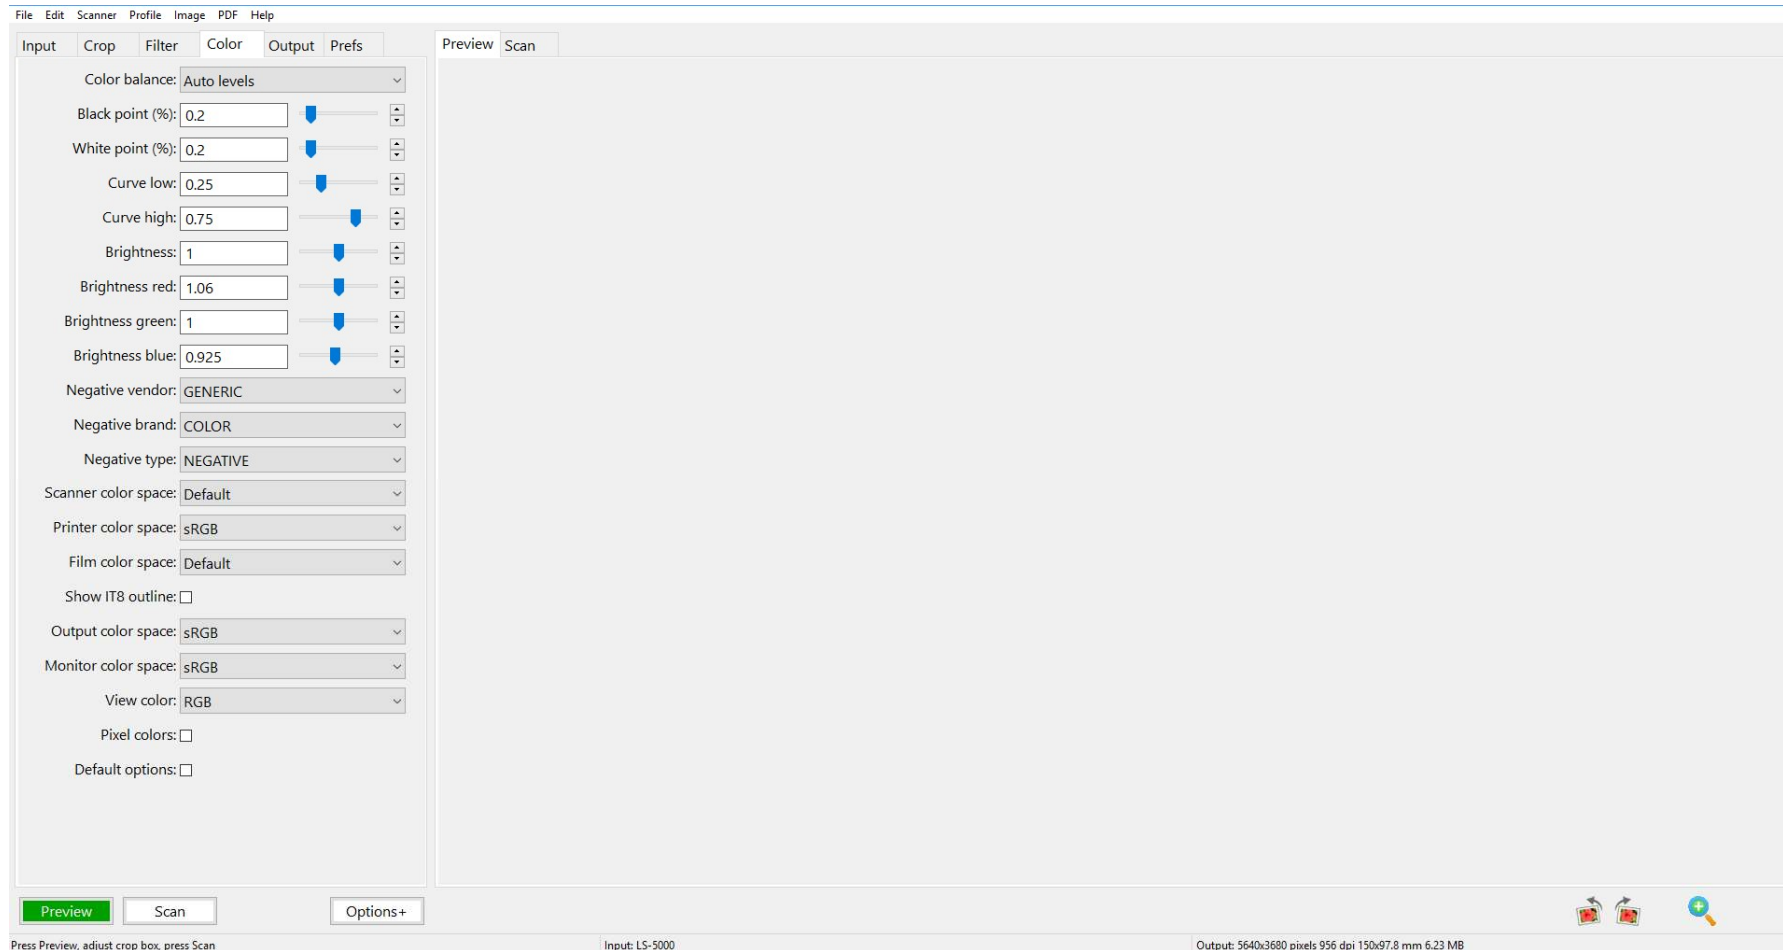 File Edit Scanner Profile Image PDF Help
Input Crop Filter Color Output Prefs Preview Scan
Color balance: Auto levels
Black point (%): 0.2
White point (%): 0.2
Curve low: 0.25
Curve high: 0.75
Brightness: 1
Brightness red: 1.06
Brightness green: 1
Brightness blue: 0.925
Negative vendor: GENERIC
Negative brand: COLOR
Negative type: NEGATIVE
Scanner color space: Default
Printer color space: sRGB
Film color space: Default
Show IT8 outline:
Output color space: sRGB
Monitor color space: sRGB
View color: RGB
Pixel colors:
Default options:
Preview Scan Options+
Press Preview, adjust crop box, press Scan Input: LS-5000 Output: 5640x3680 pixels 956 dpi 150x97.8 mm 6.23 MB